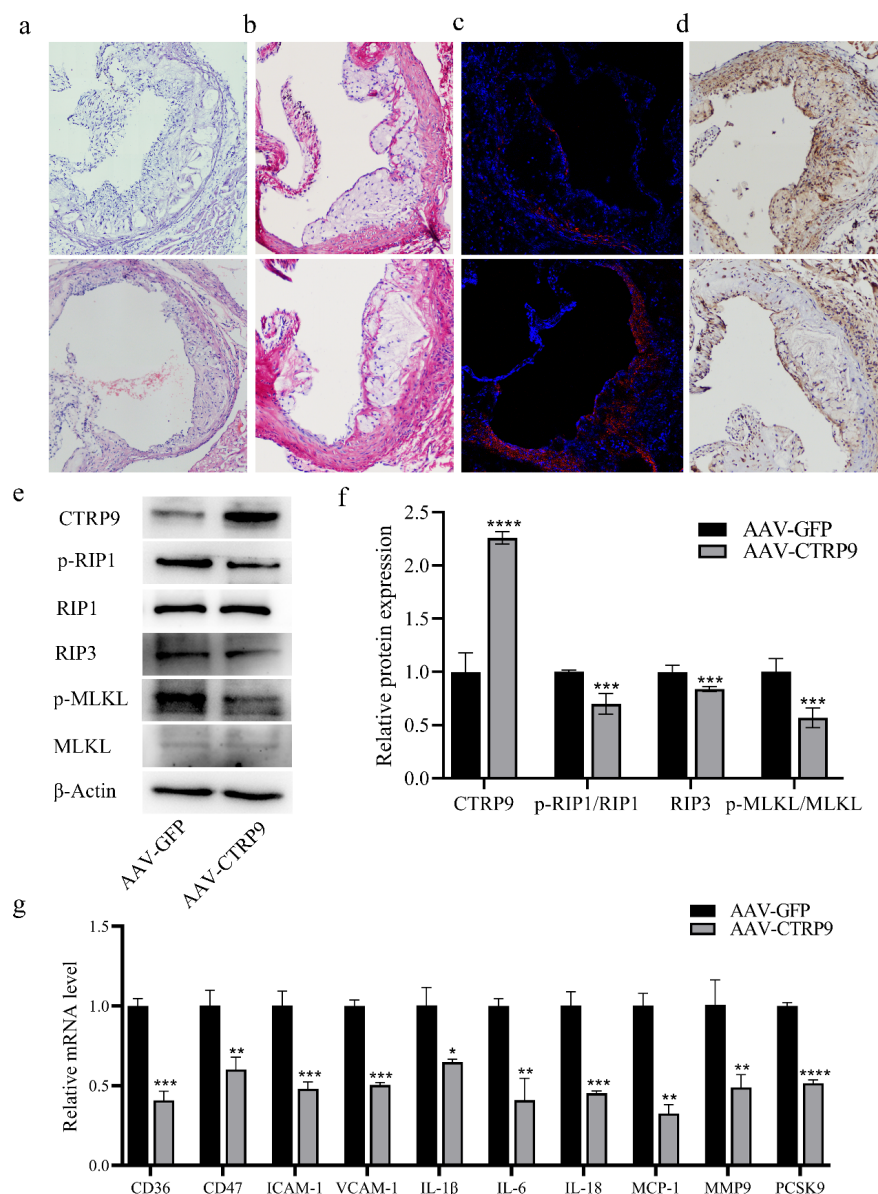 a b c d
e
CTRP9
p-RIP1
RIP1
RIP3
p-MLKL
MLKL
β-Actin
AAV-GFP
AAV-CTRP9
f
Relative protein expression
2.5
2.0
1.5
1.0
0.5
0.0
****
***
***
***
AAV-GFP
AAV-CTRP9
CTRP9 p-RIP1/RIP1 RIP3 p-MLKL/MLKL
g
Relative mRNA level
1.5
1.0
0.5
0.0
AAV-GFP
AAV-CTRP9
*** ** *** *** * ** *** ** ** ****
CD36 CD47 ICAM-1 VCAM-1 IL-1ß IL-6 IL-18 MCP-1 MMP9 PCSK9